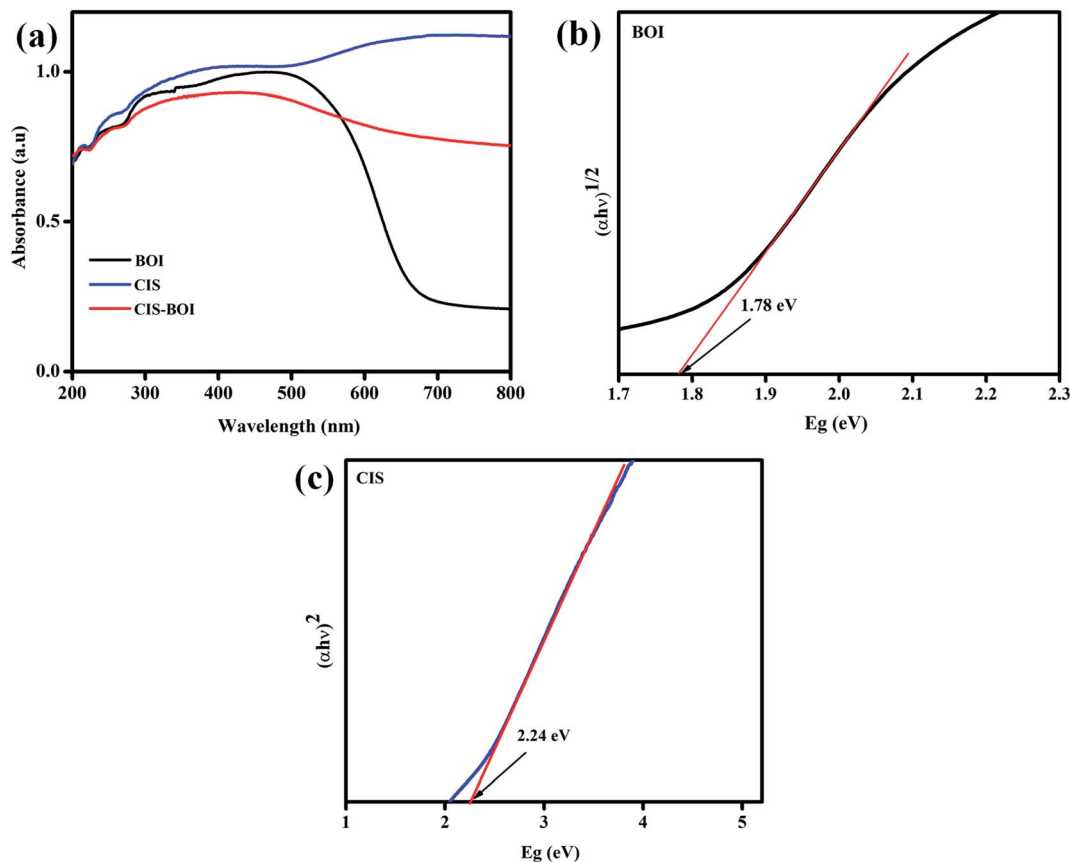 (a)
Absorbance (a.u)
1.0
0.5
0.0
BOI
CIS
CIS-BOI
200 300 400 500 600 700 800
Wavelength (nm)
(b)
BOI
(αhν)1/2
1.78 eV
1.7 1.8 1.9 2.0 2.1 2.2 2.3
Eg (eV)
(c)
CIS
(αhν)2
2.24 eV
1 2 3 4 5
Eg (eV)